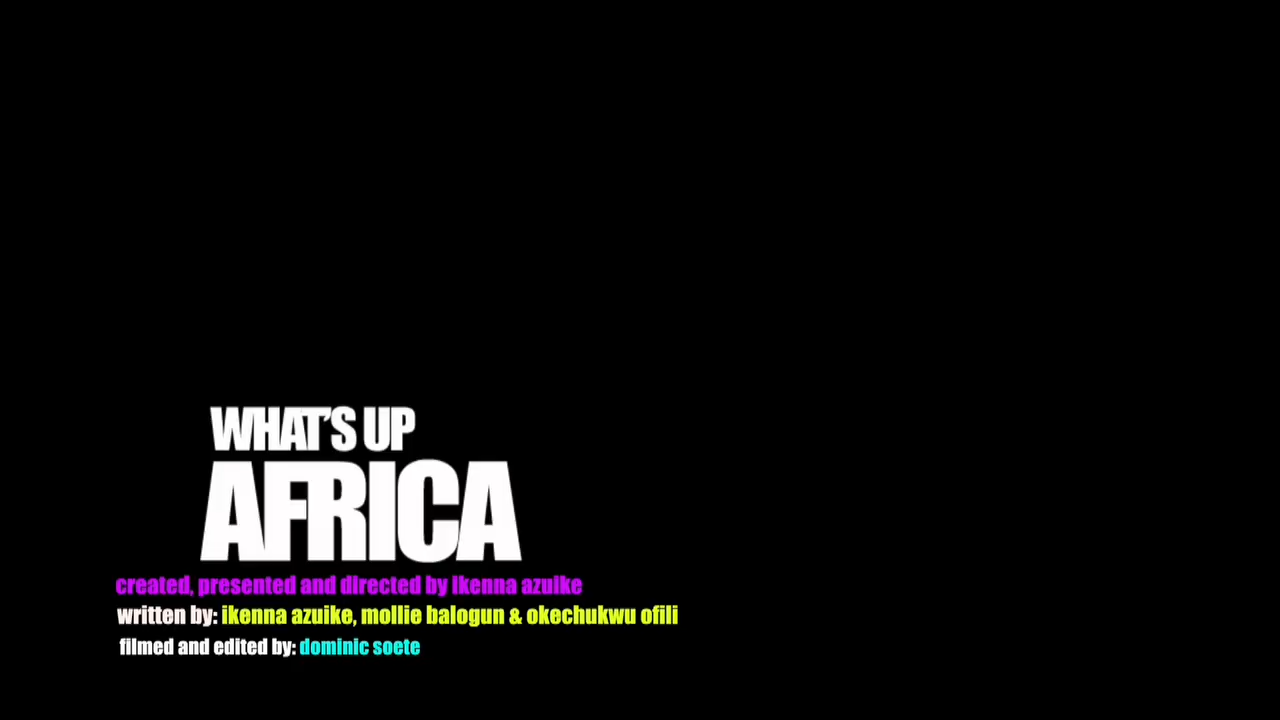 WHAT'S UP
AFRICA
created, presented and directed by ikenna azuike
written by: ikenna azuike, mollie balogun & okechukwu ofili
filmed and edited by: dominic soete